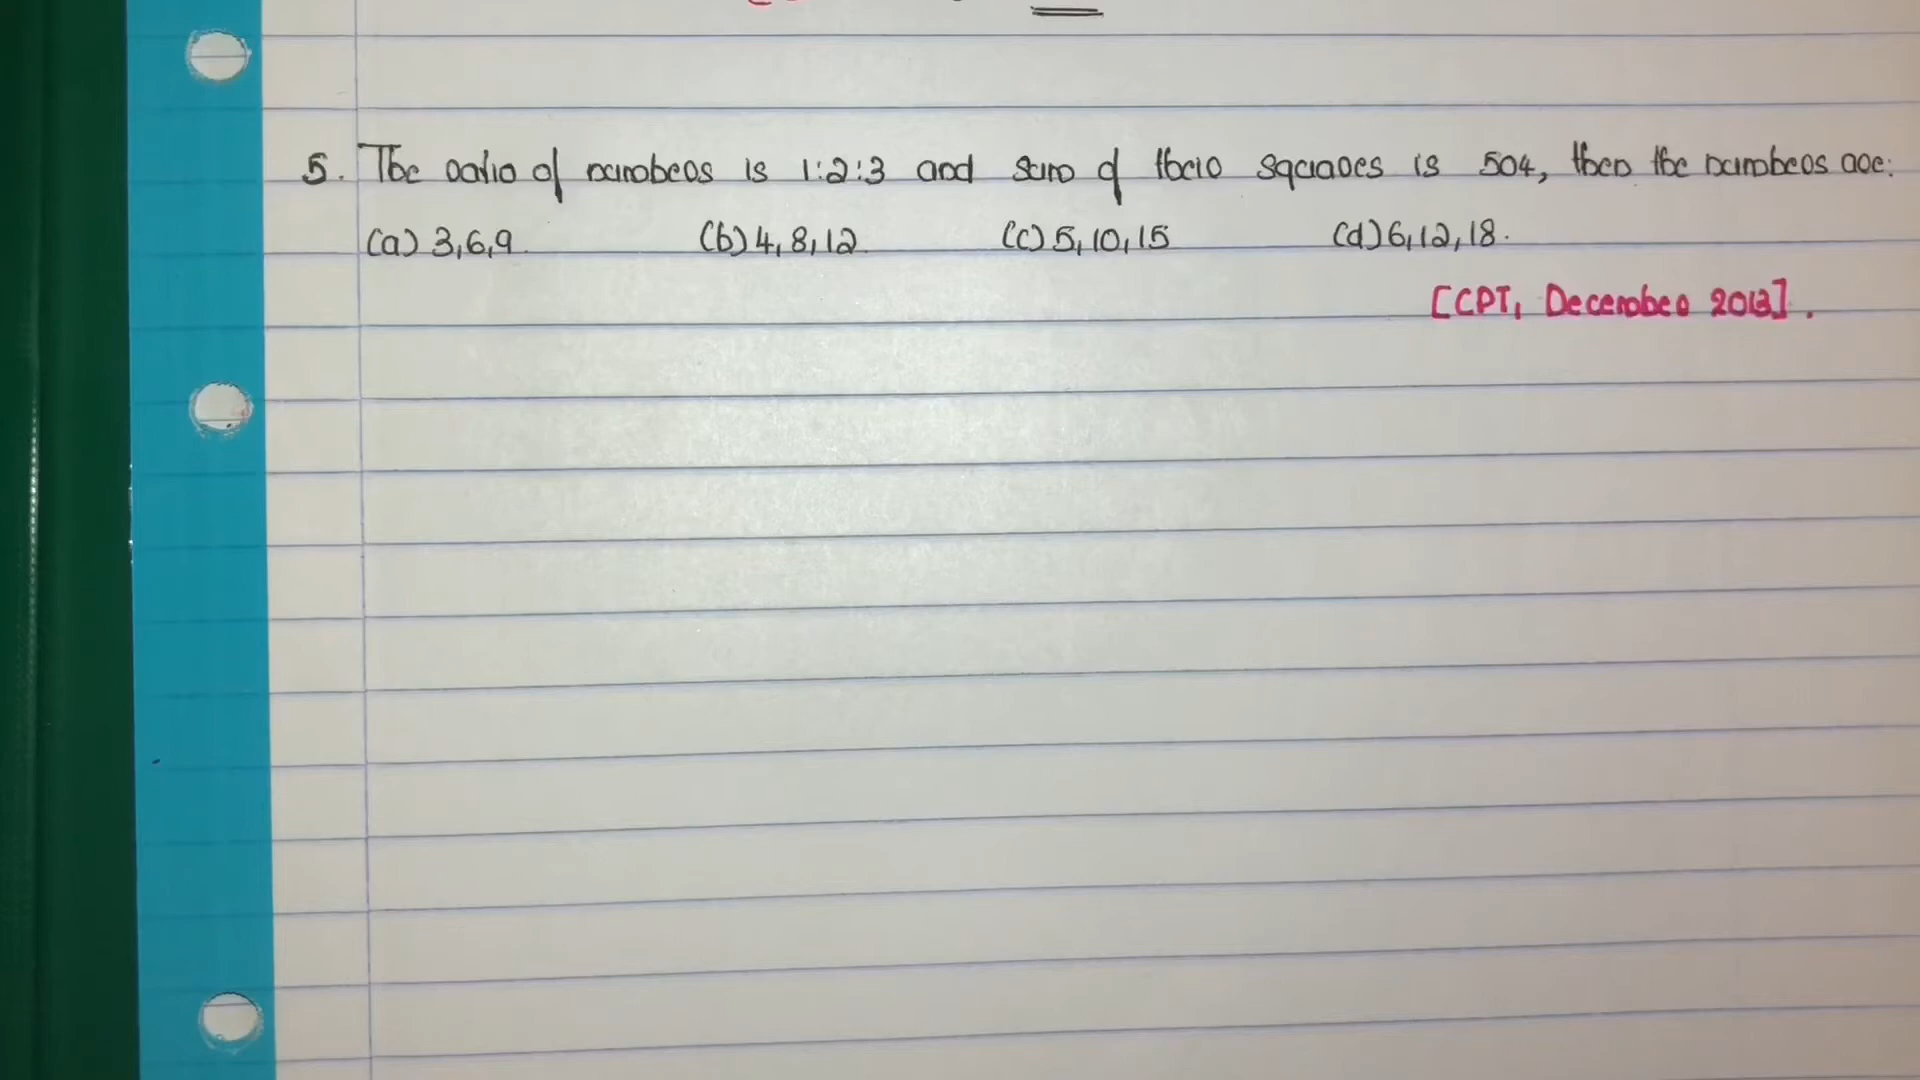 5. The ratio of numbers is 1:2:3 and sum of their squares is 504, then the numbers are:
(a) 3,6,9 (b) 4,8,12 (c) 5,10,15 (d) 6,12,18.
[CPT, December 2013].